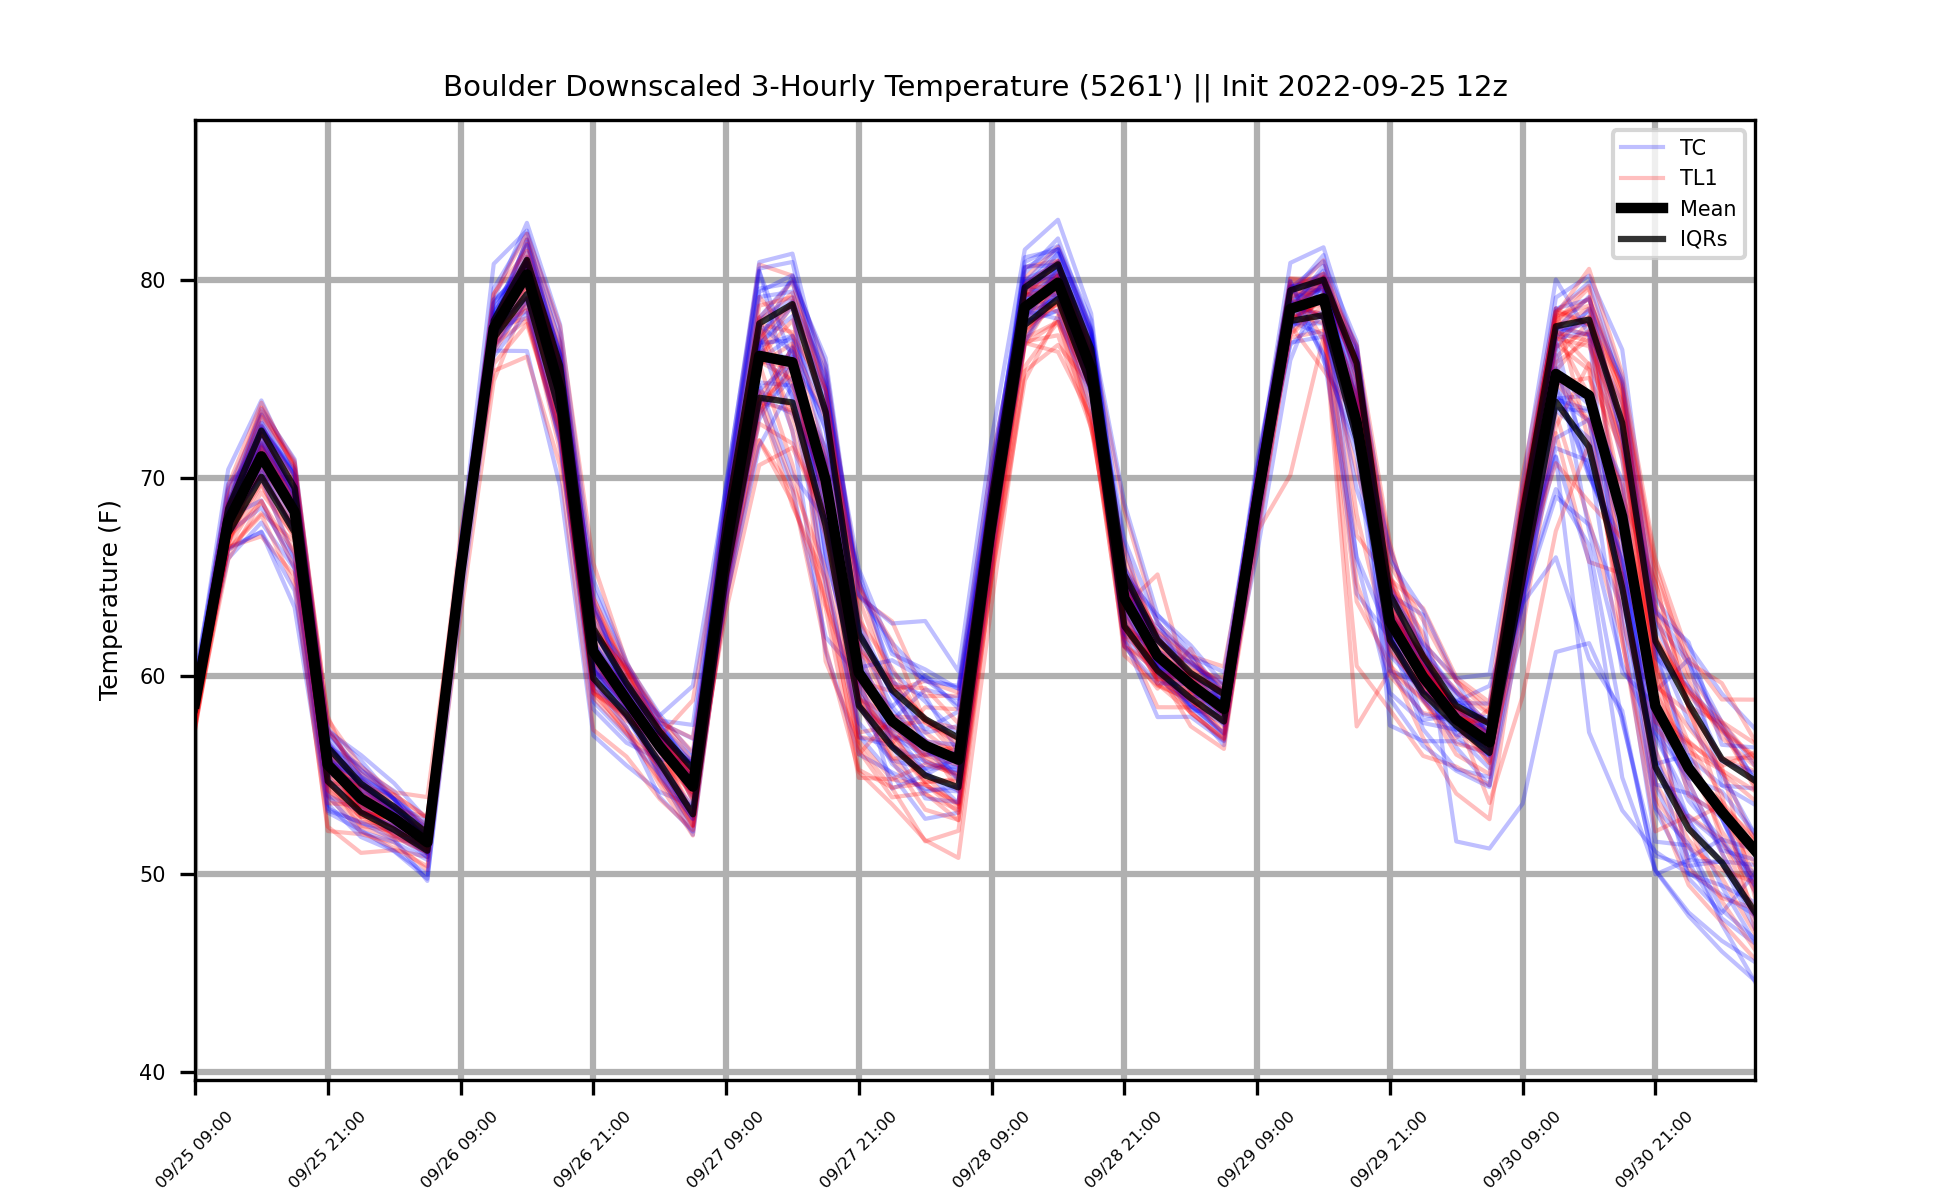 Boulder Downscaled 3-Hourly Temperature (5261') || Init 2022-09-25 12z
TC
TL1
Mean
IQRs
Temperature (F)
80
70
60
50
40
09/25 09:00
09/25 21:00
09/26 09:00
09/26 21:00
09/27 09:00
09/27 21:00
09/28 09:00
09/28 21:00
09/29 09:00
09/29 21:00
09/30 09:00
09/30 21:00